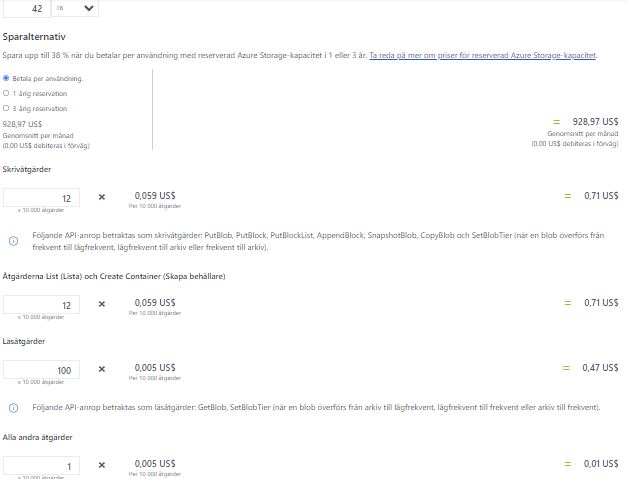 42 TB
Sparalternativ
Spara upp till 38 % när du betalar per användning med reserverad Azure Storage-kapacitet i 1 eller 3 år. Ta reda på mer om priser för reserverad Azure Storage-kapacitet.
Betala per användning.
1 årig reservation
3 årig reservation
928,97 US$
Genomsnitt per månad
(0,00 US$ debiteras i förväg)
= 928,97 US$
Genomsnitt per månad
(0,00 US$ debiteras i förväg)
Skrivåtgärder
12 × 0,059 US$ = 0,71 US$
x 10 000 åtgärder Per 10 000 åtgärder
Följande API-anrop betraktas som skrivåtgärder: PutBlob, PutBlock, PutBlockList, AppendBlock, SnapshotBlob, CopyBlob och SetBlobTier (när en blob överförs från
frekvent till lågfrekvent, lågfrekvent till arkiv eller frekvent till arkiv).
Åtgärderna List (Lista) och Create Container (Skapa behållare)
12 × 0,059 US$ = 0,71 US$
x 10 000 åtgärder Per 10 000 åtgärder
Läsåtgärder
100 × 0,005 US$ = 0,47 US$
x 10 000 åtgärder Per 10 000 åtgärder
Följande API-anrop betraktas som läsåtgärder: GetBlob, SetBlobTier (när en blob överförs från arkiv till lågfrekvent, lågfrekvent till frekvent eller arkiv till frekvent).
Alla andra åtgärder
1 × 0,005 US$ = 0,01 US$
x 10 000 åtgärder Per 10 000 åtgärder